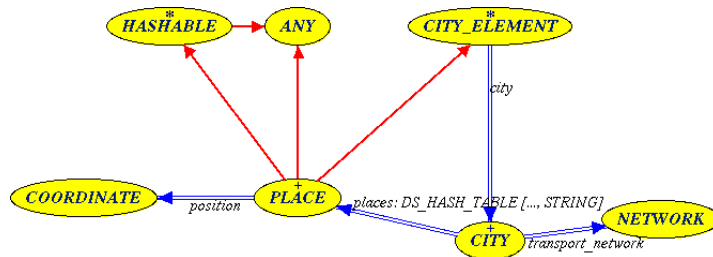 *
HASHABLE
ANY
*
CITY_ELEMENT
city
COORDINATE
position
+
PLACE
places: DS_HASH_TABLE [..., STRING]
+
CITY
transport_network
NETWORK